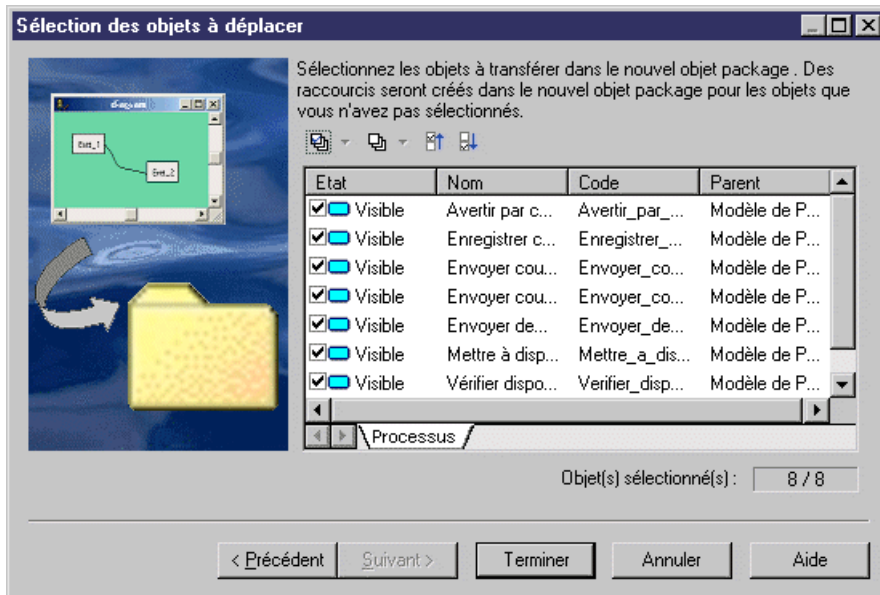 Sélection des objets à déplacer
Sélectionnez les objets à transférer dans le nouvel objet package . Des
raccourcis seront créés dans le nouvel objet package pour les objets que
vous n'avez pas sélectionnés.
diagram
Entt_1
Entt_2
Etat Nom Code Parent
Visible Avertir par c... Avertir_par_... Modèle de P...
Visible Enregistrer c... Enregistrer_... Modèle de P...
Visible Envoyer cou... Envoyer_co... Modèle de P...
Visible Envoyer cou... Envoyer_co... Modèle de P...
Visible Envoyer de... Envoyer_de... Modèle de P...
Visible Mettre à disp... Mettre_a_dis... Modèle de P...
Visible Vérifier dispo... Verifier_disp... Modèle de P...
Processus
Objet(s) sélectionné(s) : 8 / 8
< Précédent Suivant > Terminer Annuler Aide